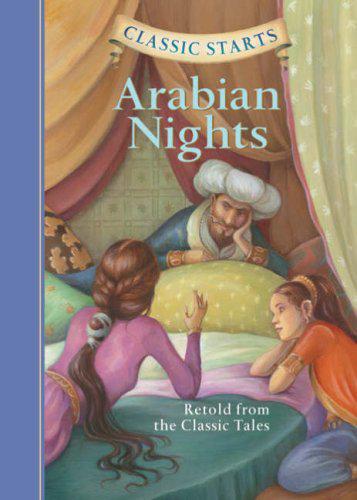 CLASSIC STARTS
Arabian
Nights
Retold from
the Classic Tales